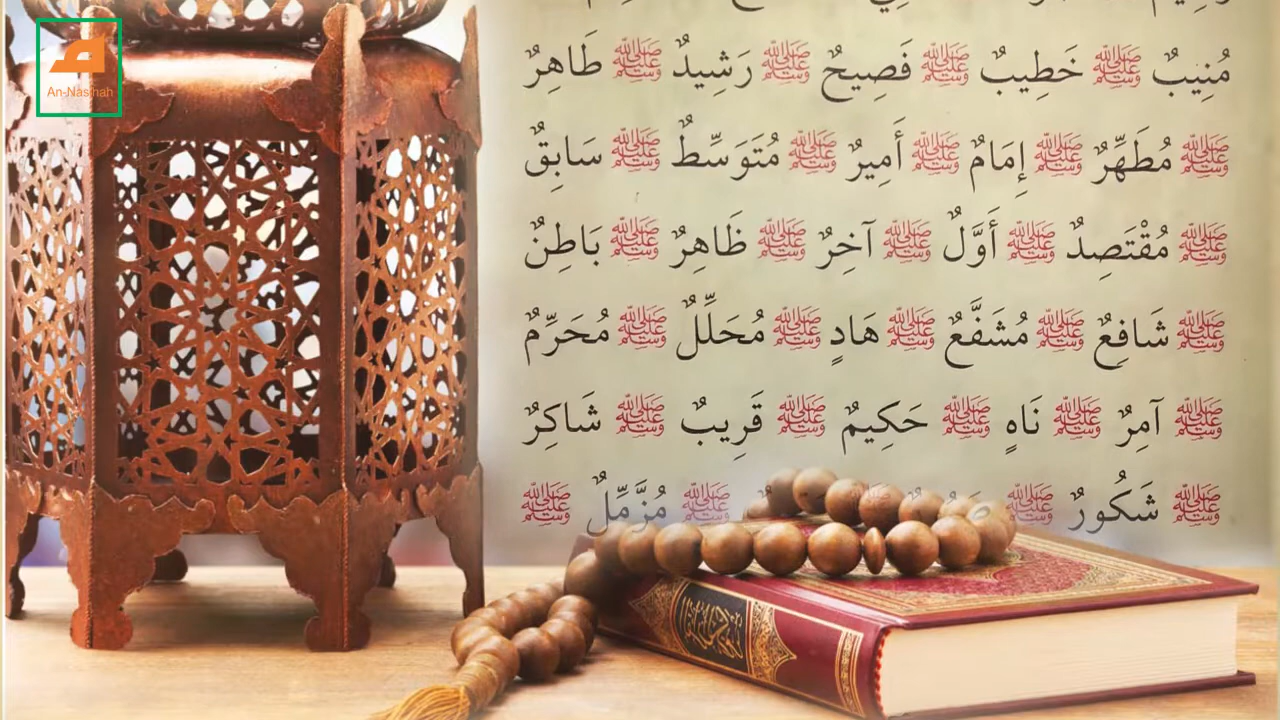 An-Nasihah
مُنِيبٌ ﷺ خَطِيبٌ ﷺ فَصِيحٌ ﷺ رَشِيدٌ ﷺ طَاهِرٌ
ﷺ مُطَهِّرٌ ﷺ إِمَامٌ ﷺ أَمِيرٌ ﷺ مُتَوَسِّطٌ ﷺ سَابِقٌ
ﷺ مُقْتَصِدٌ ﷺ أَوَّلٌ ﷺ آخِرٌ ﷺ ظَاهِرٌ ﷺ بَاطِنٌ
ﷺ شَافِعٌ ﷺ مُشَفَّعٌ ﷺ هَادٍ ﷺ مُحَلِّلٌ ﷺ مُحَرِّمٌ
ﷺ آمِرٌ ﷺ نَاهٍ ﷺ حَكِيمٌ ﷺ قَرِيبٌ ﷺ شَاكِرٌ
ﷺ شَكُورٌ ﷺ ﷺ ﷺ مُزَّمِّلٌ ﷺ